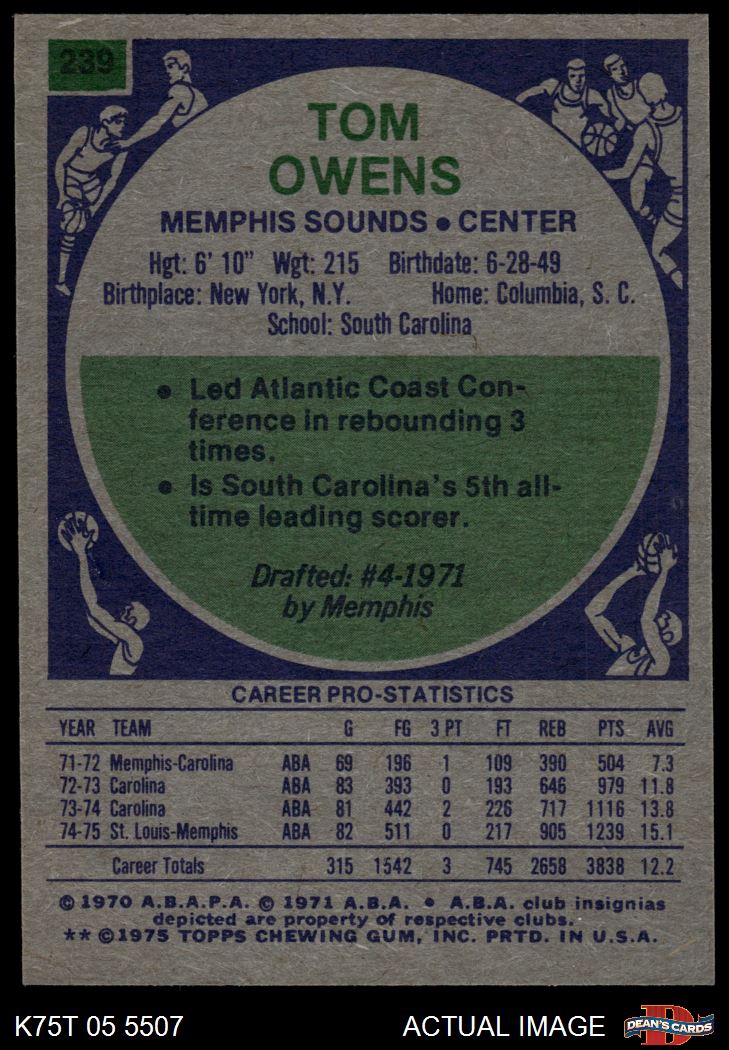 239
TOM
OWENS
MEMPHIS SOUNDS • CENTER
Hgt: 6' 10" Wgt: 215 Birthdate: 6-28-49
Birthplace: New York, N.Y. Home: Columbia, S. C.
School: South Carolina
• Led Atlantic Coast Con-
ference in rebounding 3
times.
• Is South Carolina's 5th all-
time leading scorer.
Drafted: #4-1971
by Memphis
CAREER PRO-STATISTICS
YEAR TEAM G FG 3 PT FT REB PTS AVG
71-72 Memphis-Carolina ABA 69 196 1 109 390 504 7.3
72-73 Carolina ABA 83 393 0 193 646 979 11.8
73-74 Carolina ABA 81 442 2 226 717 1116 13.8
74-75 St. Louis-Memphis ABA 82 511 0 217 905 1239 15.1
Career Totals 315 1542 3 745 2658 3838 12.2
© 1970 A.B.A.P.A. © 1971 A.B.A. • A.B.A. club insignias
depicted are property of respective clubs.
** ©1975 TOPPS CHEWING GUM, INC. PRTD. IN U.S.A.
K75T 05 5507 ACTUAL IMAGE D DEAN'S CARDS